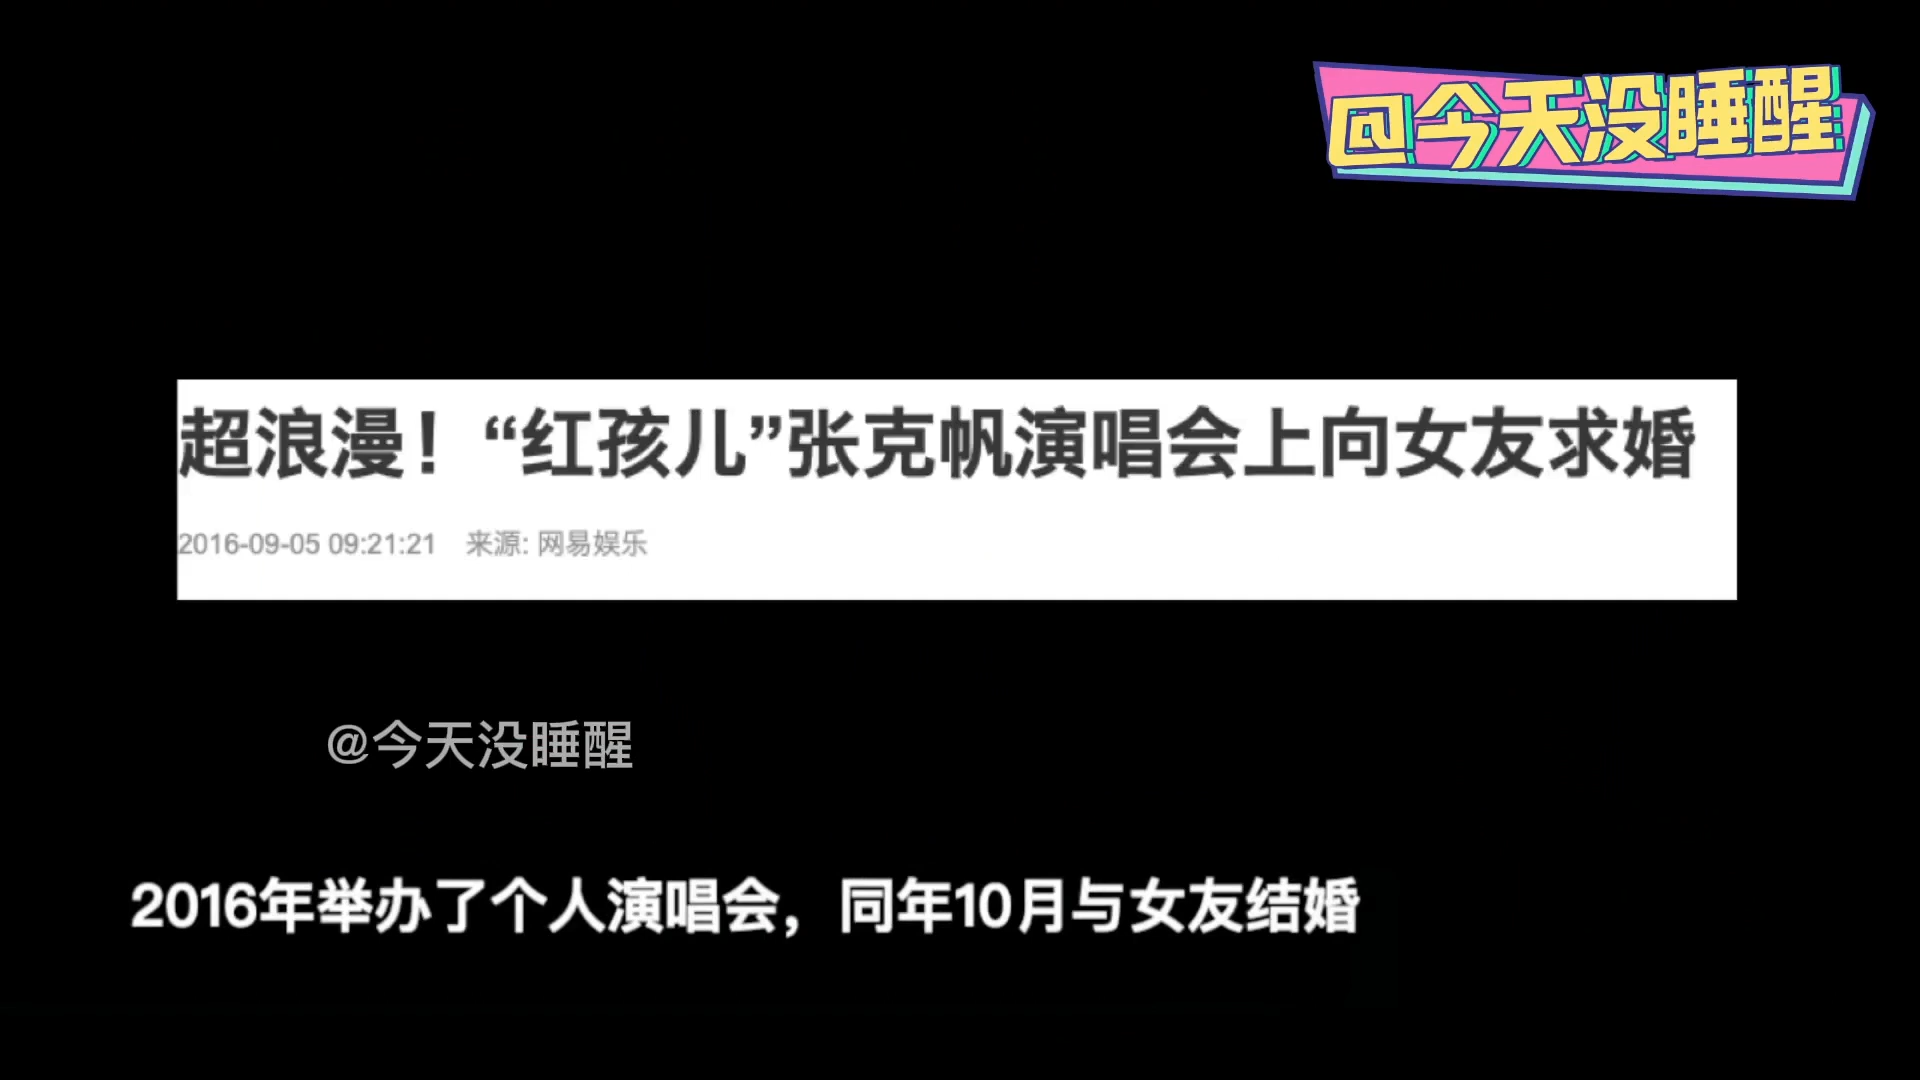 @今天没睡醒
超浪漫！“红孩儿”张克帆演唱会上向女友求婚
2016-09-05 09:21:21 来源: 网易娱乐
@今天没睡醒
2016年举办了个人演唱会，同年10月与女友结婚